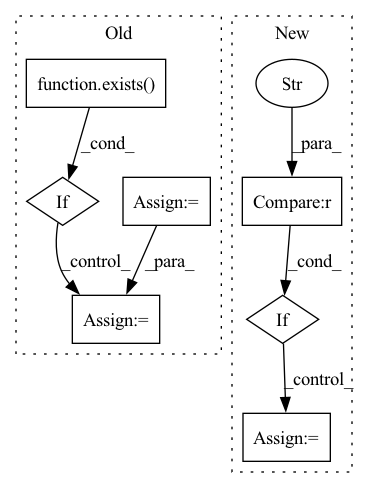 Old
New
function.exists()
Str
_cond_
_para_
If
Assign:=
Compare:r
_control_
_para_
_cond_
Assign:=
If
_control_
Assign:=